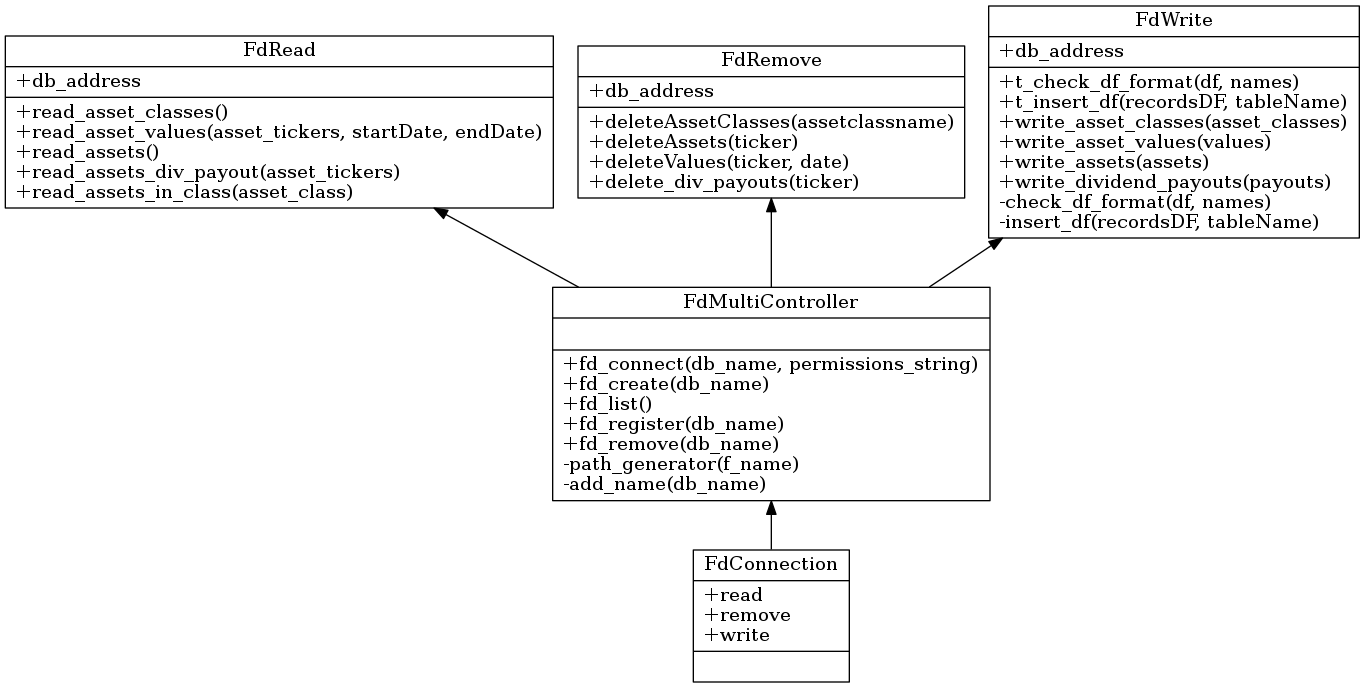 FdRead
+db_address
+read_asset_classes()
+read_asset_values(asset_tickers, startDate, endDate)
+read_assets()
+read_assets_div_payout(asset_tickers)
+read_assets_in_class(asset_class)
FdRemove
+db_address
+deleteAssetClasses(assetclassname)
+deleteAssets(ticker)
+deleteValues(ticker, date)
+delete_div_payouts(ticker)
FdWrite
+db_address
+t_check_df_format(df, names)
+t_insert_df(recordsDF, tableName)
+write_asset_classes(asset_classes)
+write_asset_values(values)
+write_assets(assets)
+write_dividend_payouts(payouts)
-check_df_format(df, names)
-insert_df(recordsDF, tableName)
FdMultiController
+fd_connect(db_name, permissions_string)
+fd_create(db_name)
+fd_list()
+fd_register(db_name)
+fd_remove(db_name)
-path_generator(f_name)
-add_name(db_name)
FdConnection
+read
+remove
+write